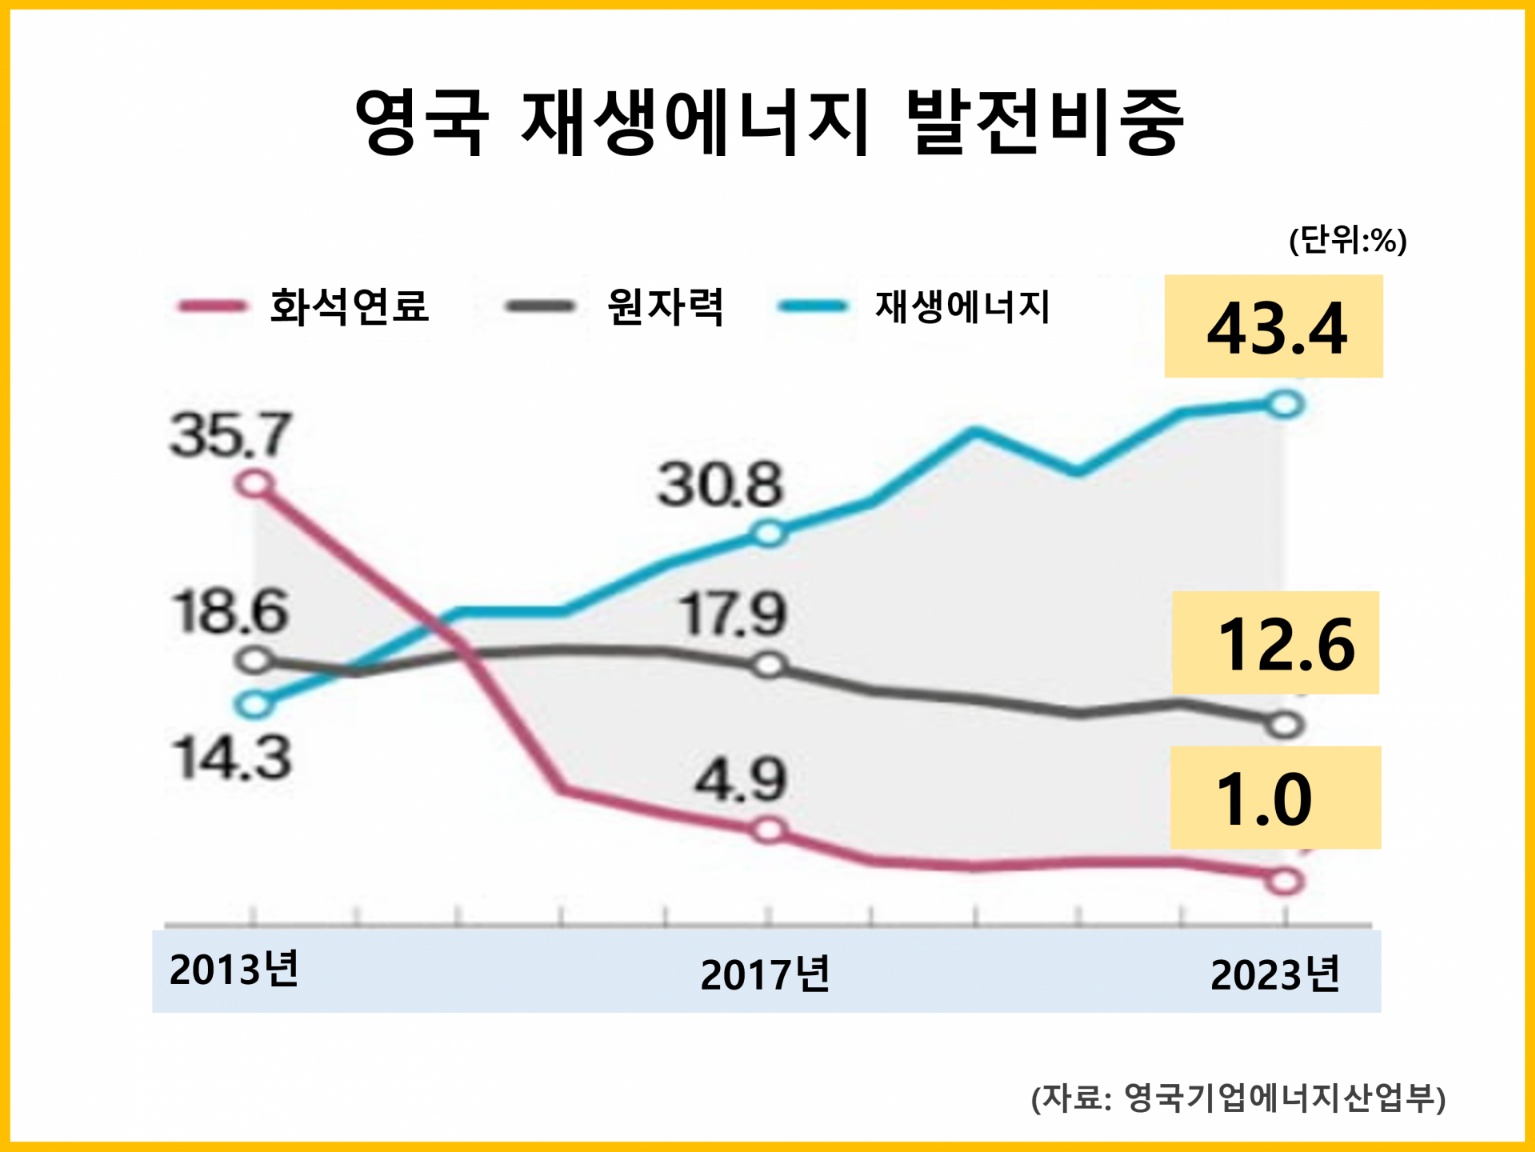 영국 재생에너지 발전비중
(단위:%)
화석연료 원자력 재생에너지
43.4
35.7
30.8
18.6
17.9
12.6
14.3
4.9
1.0
2013년 2017년 2023년
(자료: 영국기업에너지산업부)